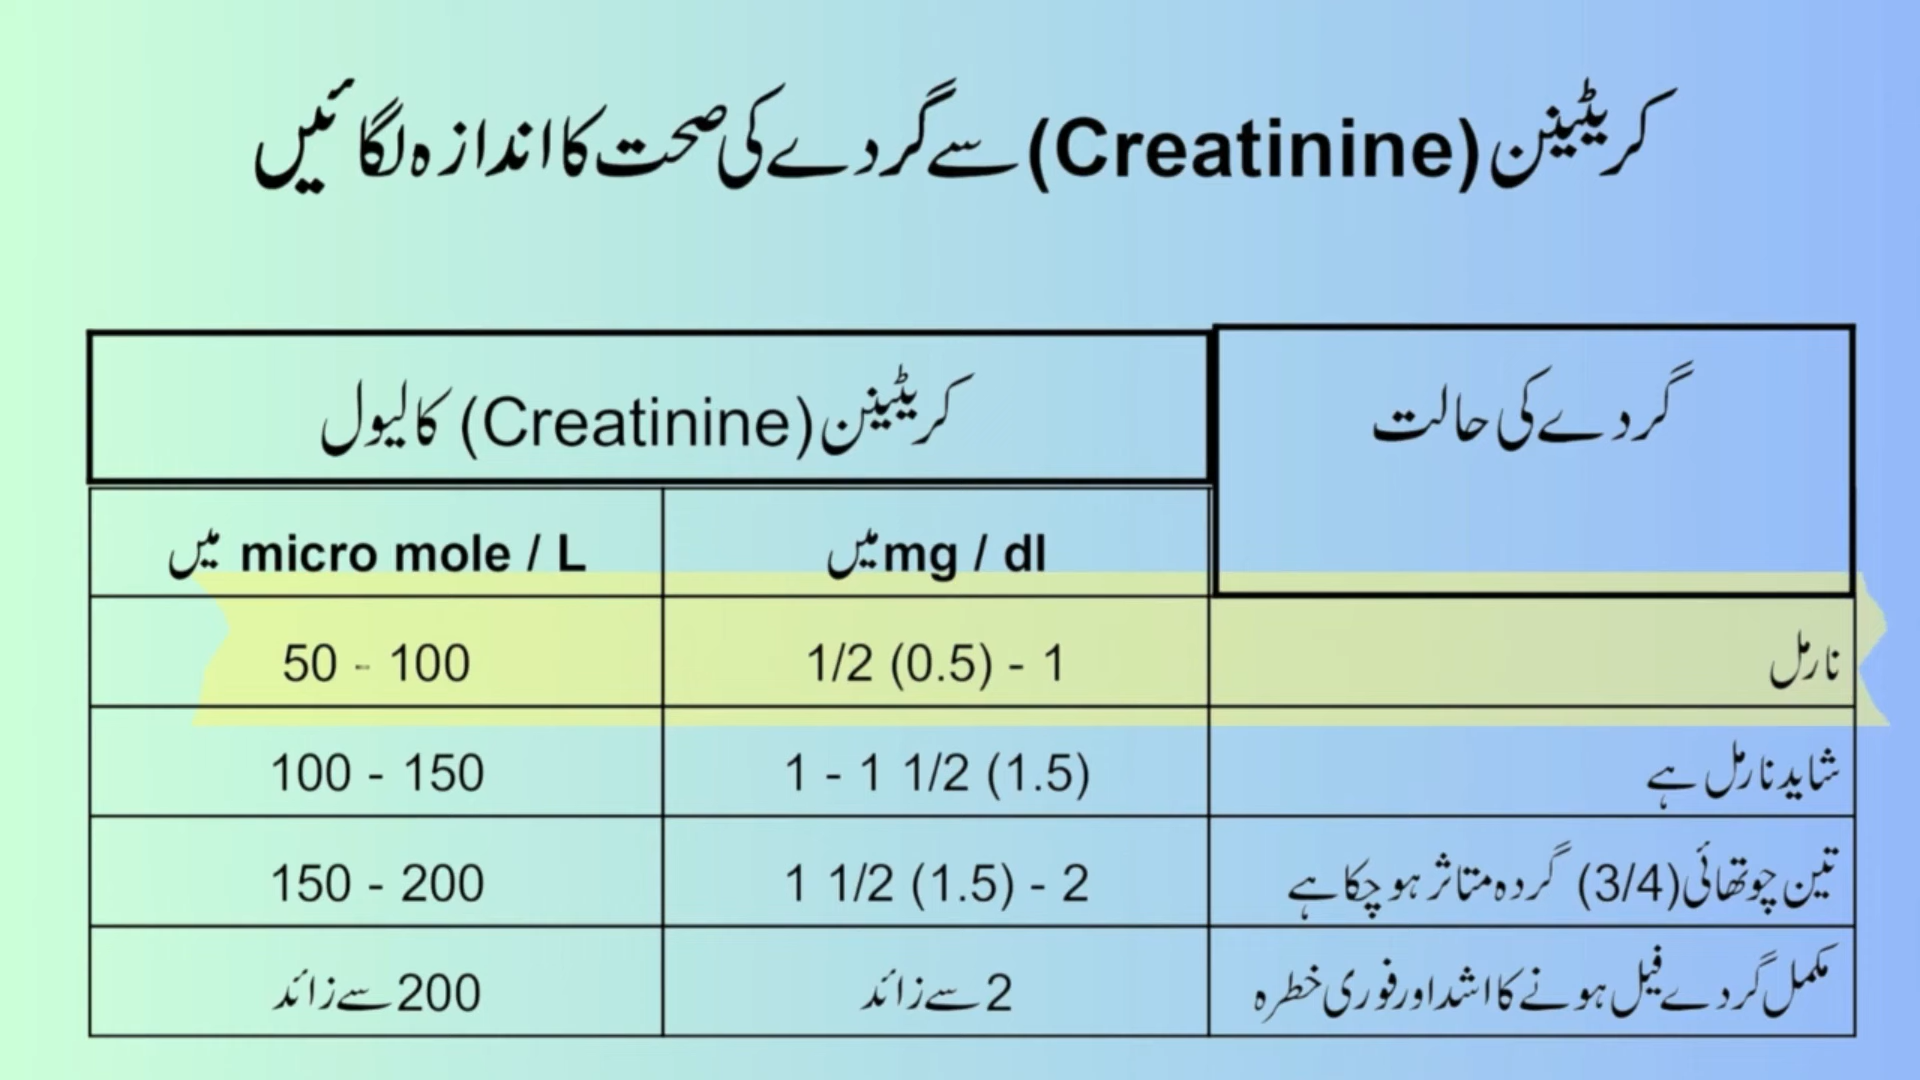 کریٹینن (Creatinine) سے گردے کی صحت کا اندازہ لگائیں
گردے کی حالت
کریٹینن (Creatinine) کا لیول
mg / dl میں
micro mole / L میں
نارمل
1/2 (0.5) - 1
50 - 100
شاید نارمل ہے
1 - 1 1/2 (1.5)
100 - 150
تین چوتھائی (3/4) گردہ متاثر ہو چکا ہے
1 1/2 (1.5) - 2
150 - 200
مکمل گردے فیل ہونے کا اشد اور فوری خطرہ
2 سے زائد
200 سے زائد